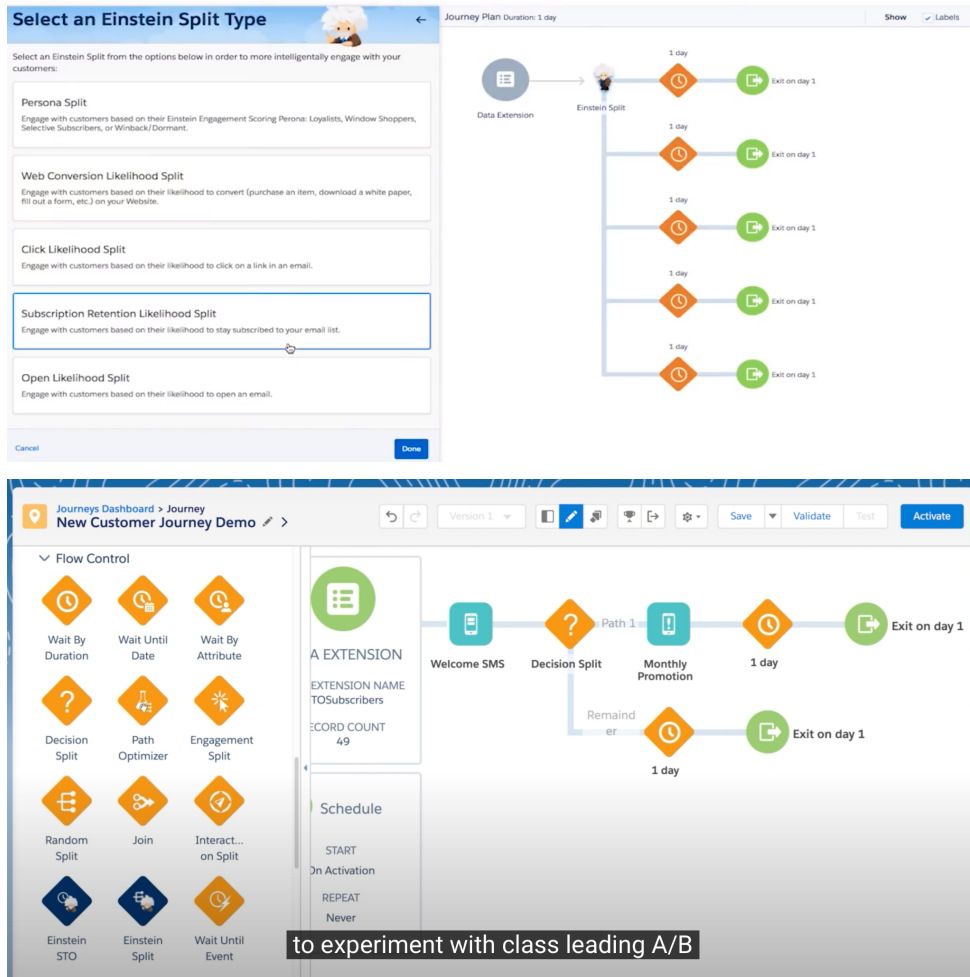 Select an Einstein Split Type
Select an Einstein Split from the options below in order to more intelligentally engage with your
customers:
Persona Split
Engage with customers based on their Einstein Engagement Scoring Perona: Loyalists, Window Shoppers,
Selective Subscribers, or Winback/Dormant.
Web Conversion Likelihood Split
Engage with customers based on their likelihood to convert (purchase an item, download a white paper,
fill out a form, etc.) on your Website.
Click Likelihood Split
Engage with customers based on their likelihood to click on a link in an email.
Subscription Retention Likelihood Split
Engage with customers based on their likelihood to stay subscribed to your email list.
Open Likelihood Split
Engage with customers based on their likelihood to open an email.
Cancel
Done
Journey Plan Duration: 1 day
Show
Labels
Data Extension
Einstein Split
1 day
Exit on day 1
1 day
Exit on day 1
1 day
Exit on day 1
1 day
Exit on day 1
1 day
Exit on day 1
Journeys Dashboard > Journey
New Customer Journey Demo >
Version 1
Save
Validate
Test
Activate
Flow Control
Wait By
Duration
Wait Until
Date
Wait By
Attribute
Decision
Split
Path
Optimizer
Engagement
Split
Random
Split
Join
Interact...
on Split
Einstein
STO
Einstein
Split
Wait Until
Event
A EXTENSION
EXTENSION NAME
TOSubscribers
ECORD COUNT
49
Schedule
START
On Activation
REPEAT
Never
Welcome SMS
Decision Split
Path 1
Monthly
Promotion
1 day
Exit on day 1
Remaind
er
1 day
Exit on day 1
to experiment with class leading A/B